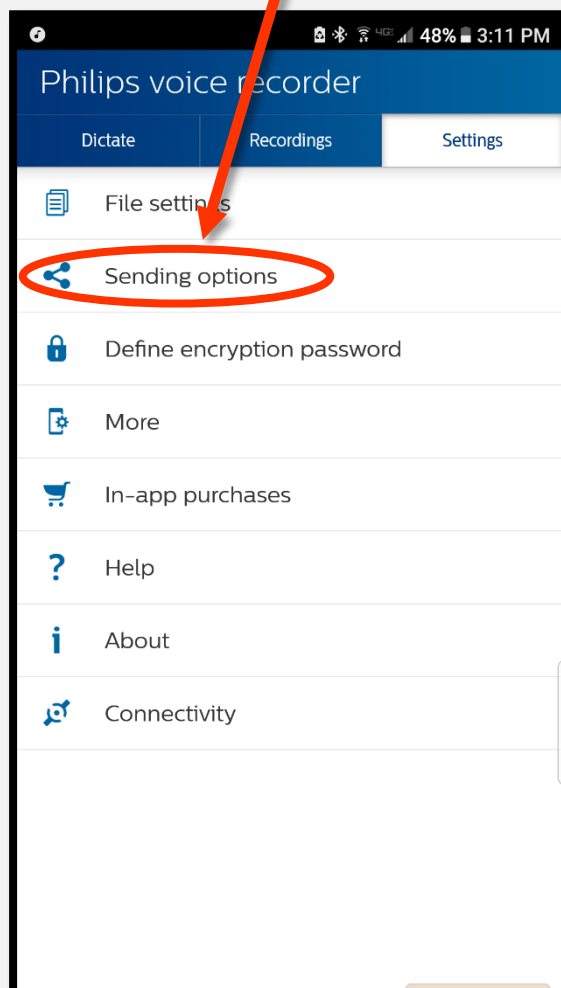 4GE 48% 3:11 PM
Philips voice recorder
Dictate Recordings Settings
File settings
Sending options
Define encryption password
More
In-app purchases
Help
About
Connectivity